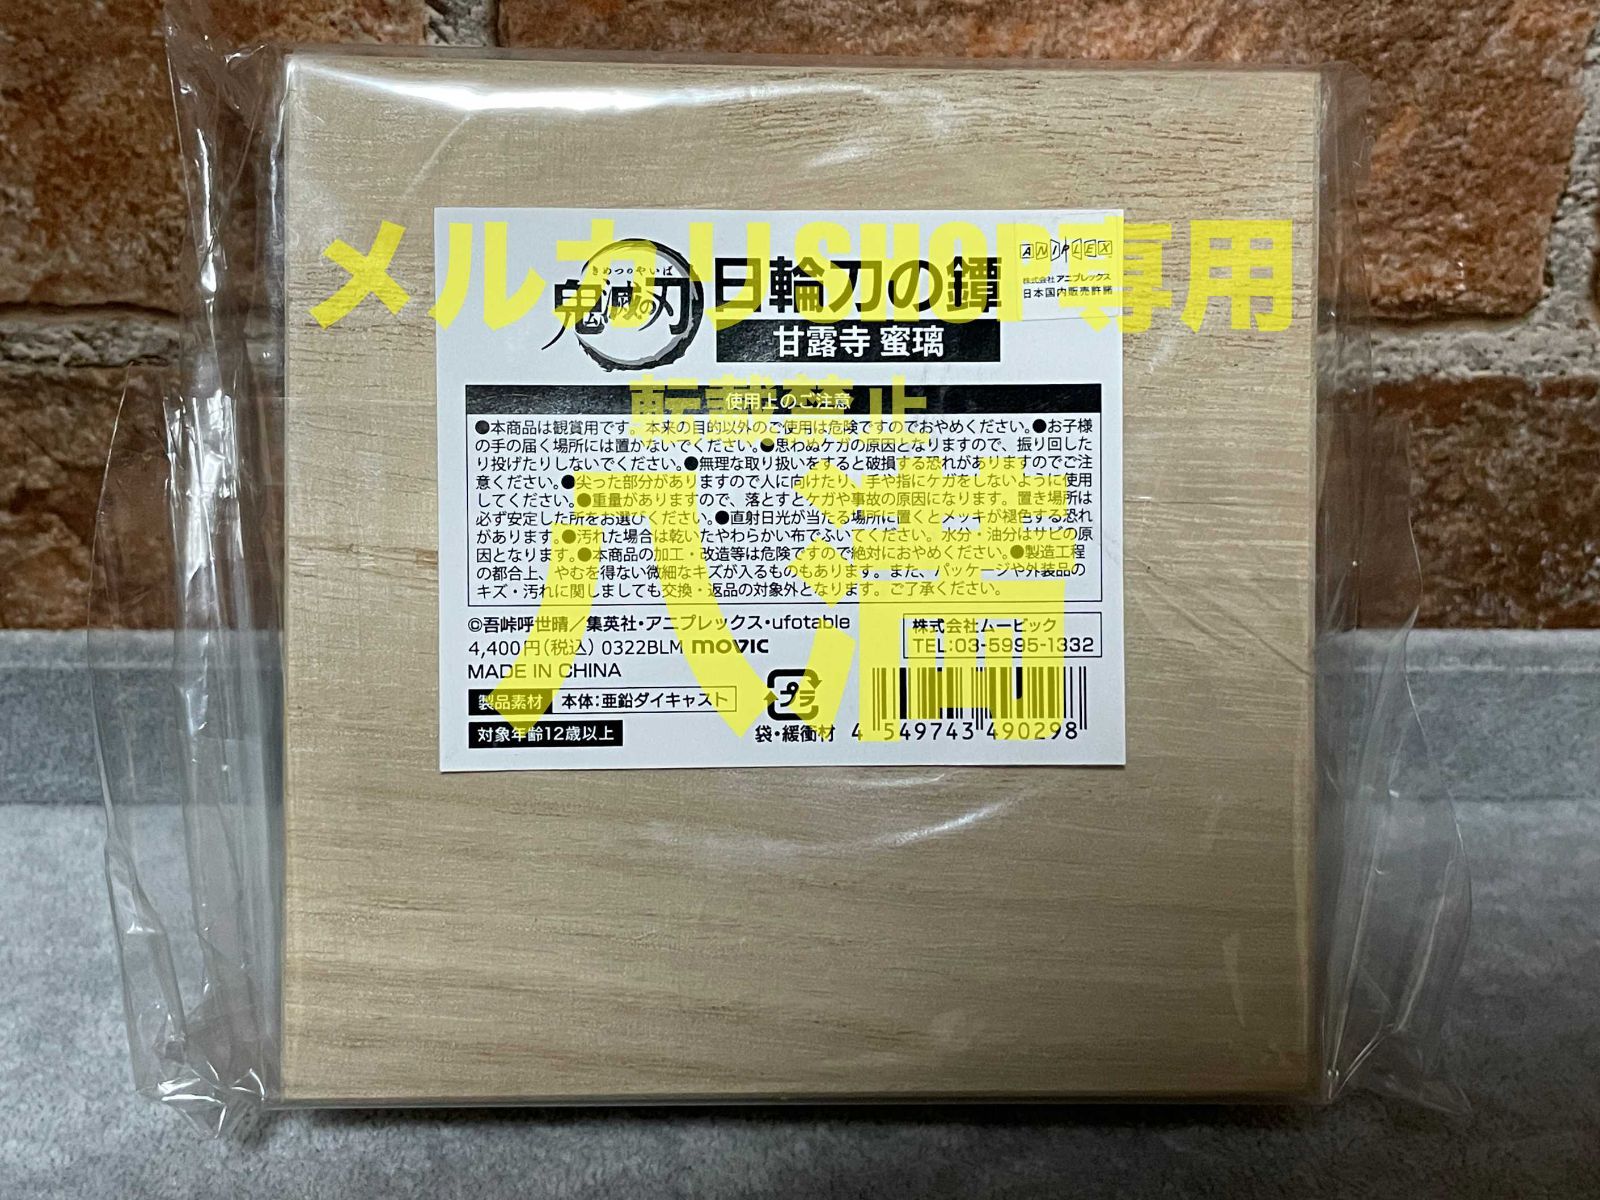 メルカリSHOP専用
転載禁止
八酒
きめつのやいば
鬼滅の刃
日輪刀の鐔
甘露寺 蜜璃
ANIPLEX
株式会社アニプレックス
日本国内販売許諾
使用上のご注意
●本商品は観賞用です。本来の目的以外のご使用は危険ですのでおやめください。●お子様
の手の届く場所には置かないでください。●思わぬケガの原因となりますので、振り回した
り投げたりしないでください。●無理な取り扱いをすると破損する恐れがありますのでご注
意ください。●尖った部分がありますので人に向けたり、手や指にケガをしないように使用
してください。●重量がありますので、落とすとケガや事故の原因になります。置き場所は
必ず安定した所をお選びください。●直射日光が当たる場所に置くとメッキが褪色する恐れ
があります。●汚れた場合は乾いたやわらかい布でふいてください。水分・油分はサビの原
因となります。●本商品の加工・改造等は危険ですので絶対におやめください。●製造工程
の都合上、やむを得ない微細なキズが入るものもあります。また、パッケージや外装品の
キズ・汚れに関しましても交換・返品の対象外となります。ご了承ください。
©吾峠呼世晴／集英社・アニプレックス・ufotable
4,400円(税込) 0322BLM movic
MADE IN CHINA
株式会社ムービック
TEL:03-5995-1332
製品素材 本体:亜鉛ダイキャスト
対象年齢12歳以上
プラ
袋・緩衝材
4 549743 490298